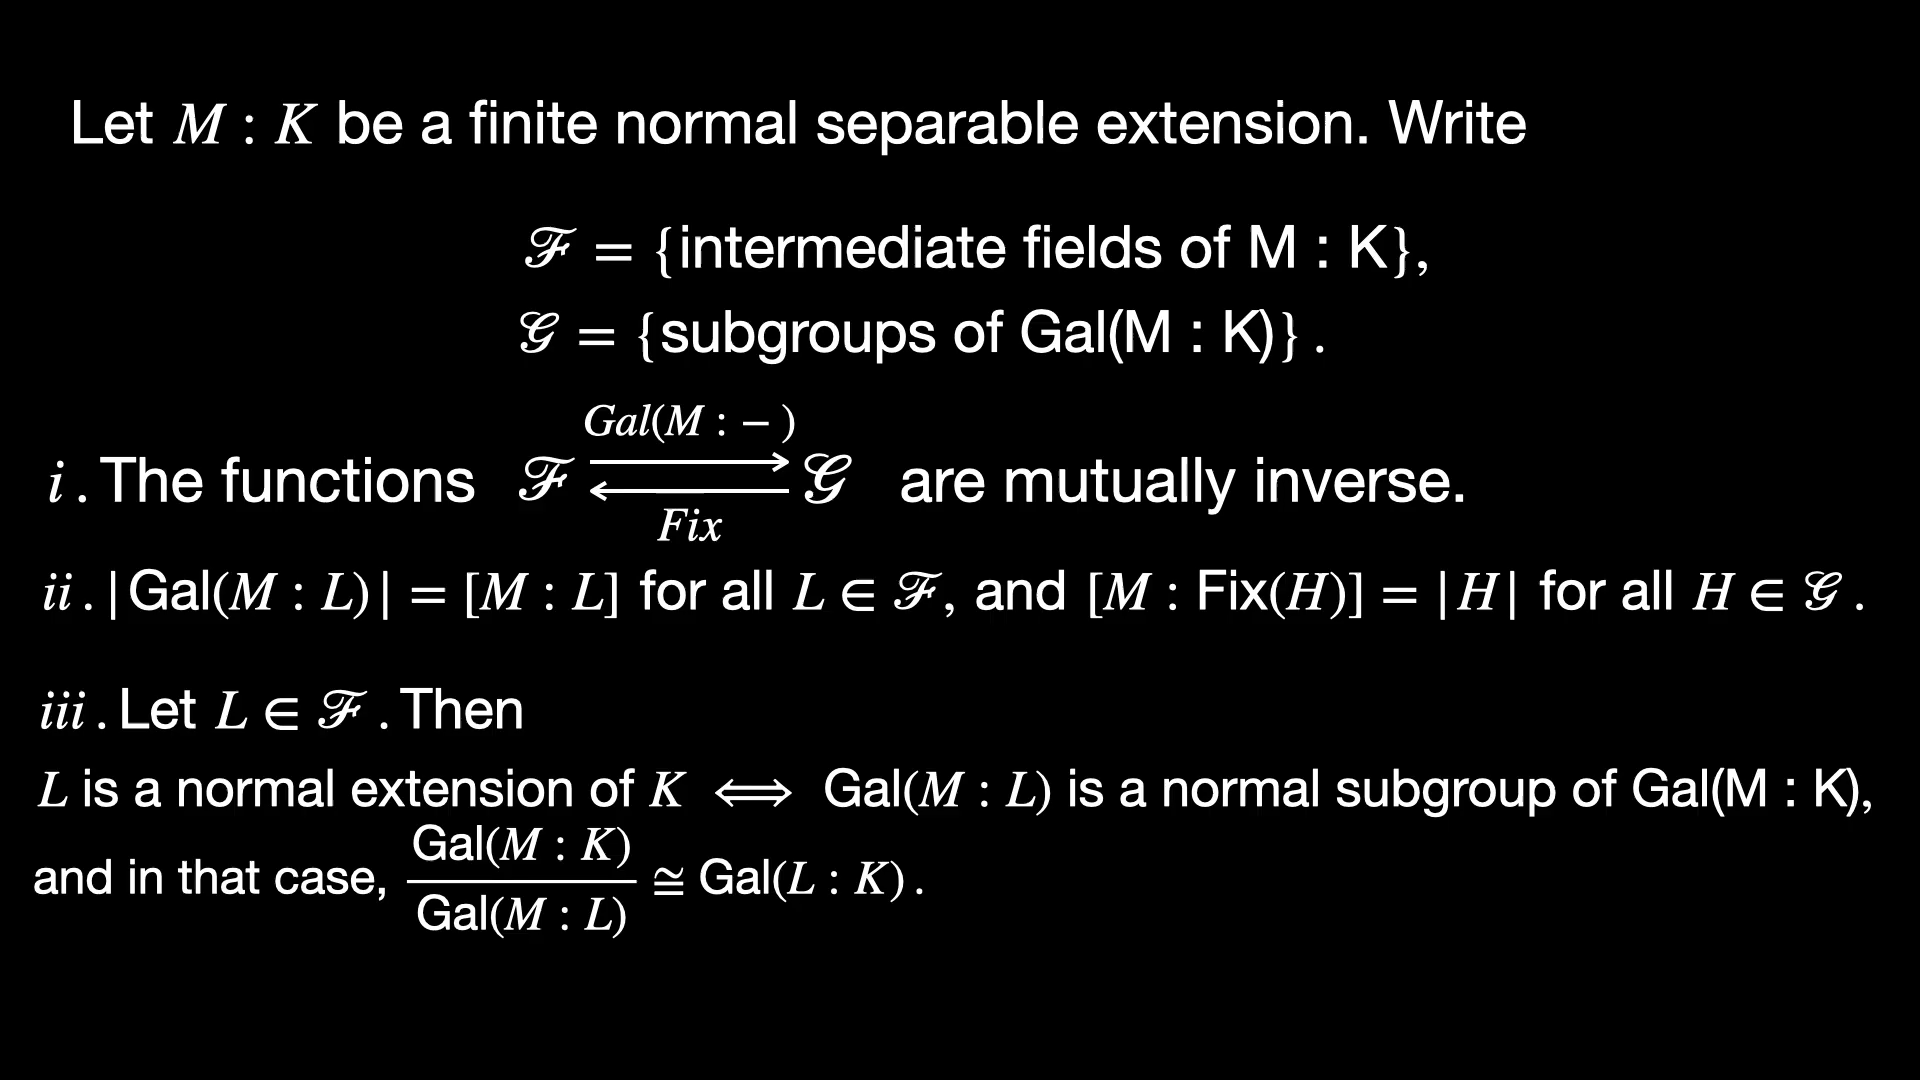 Let M : K be a finite normal separable extension. Write
ℱ = {intermediate fields of M : K},
𝒢 = {subgroups of Gal(M : K)} .
Gal(M : − )
i . The functions ℱ ⇄ 𝒢 are mutually inverse.
Fix
ii . |Gal(M : L)| = [M : L] for all L ∈ ℱ, and [M : Fix(H)] = |H| for all H ∈ 𝒢 .
iii . Let L ∈ ℱ . Then
L is a normal extension of K ⟺ Gal(M : L) is a normal subgroup of Gal(M : K),
and in that case, Gal(M : K) / Gal(M : L) ≅ Gal(L : K) .